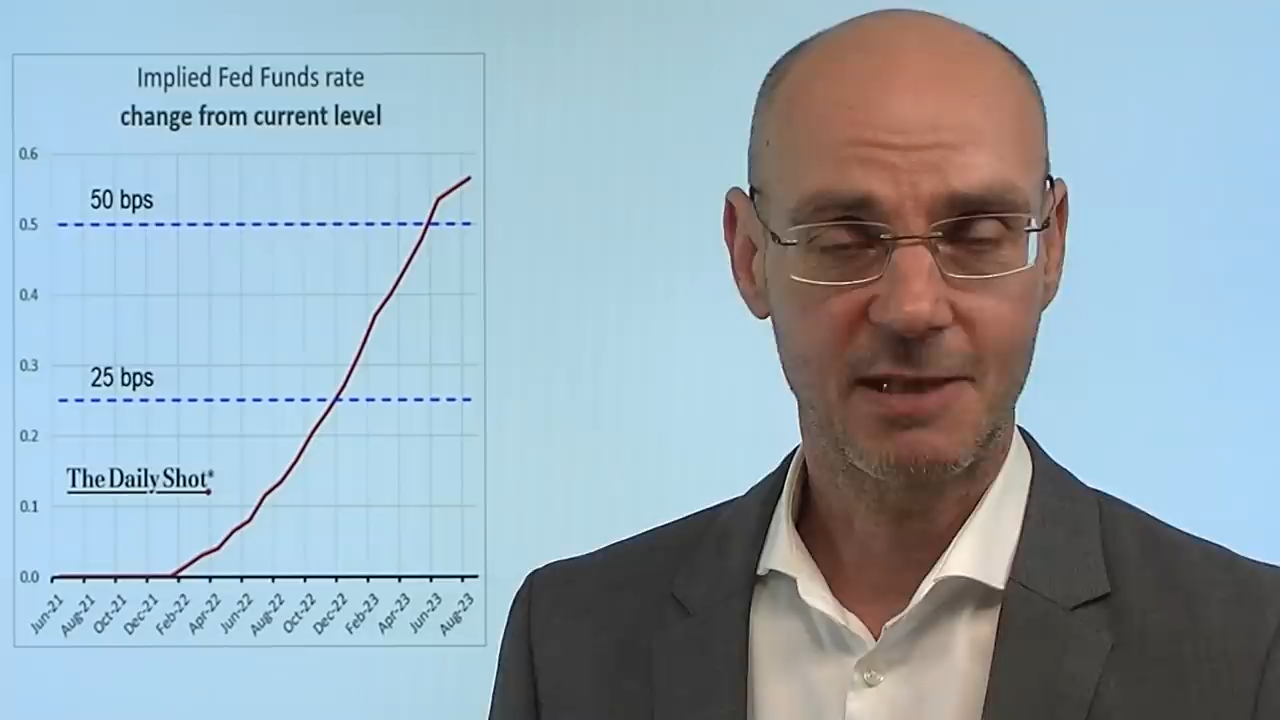 Implied Fed Funds rate
change from current level
0.6
50 bps
0.5
0.4
0.3
25 bps
0.2
The Daily Shot®
0.1
0.0
Jun-21 Aug-21 Oct-21 Dec-21 Feb-22 Apr-22 Jun-22 Aug-22 Oct-22 Dec-22 Feb-23 Apr-23 Jun-23 Aug-23